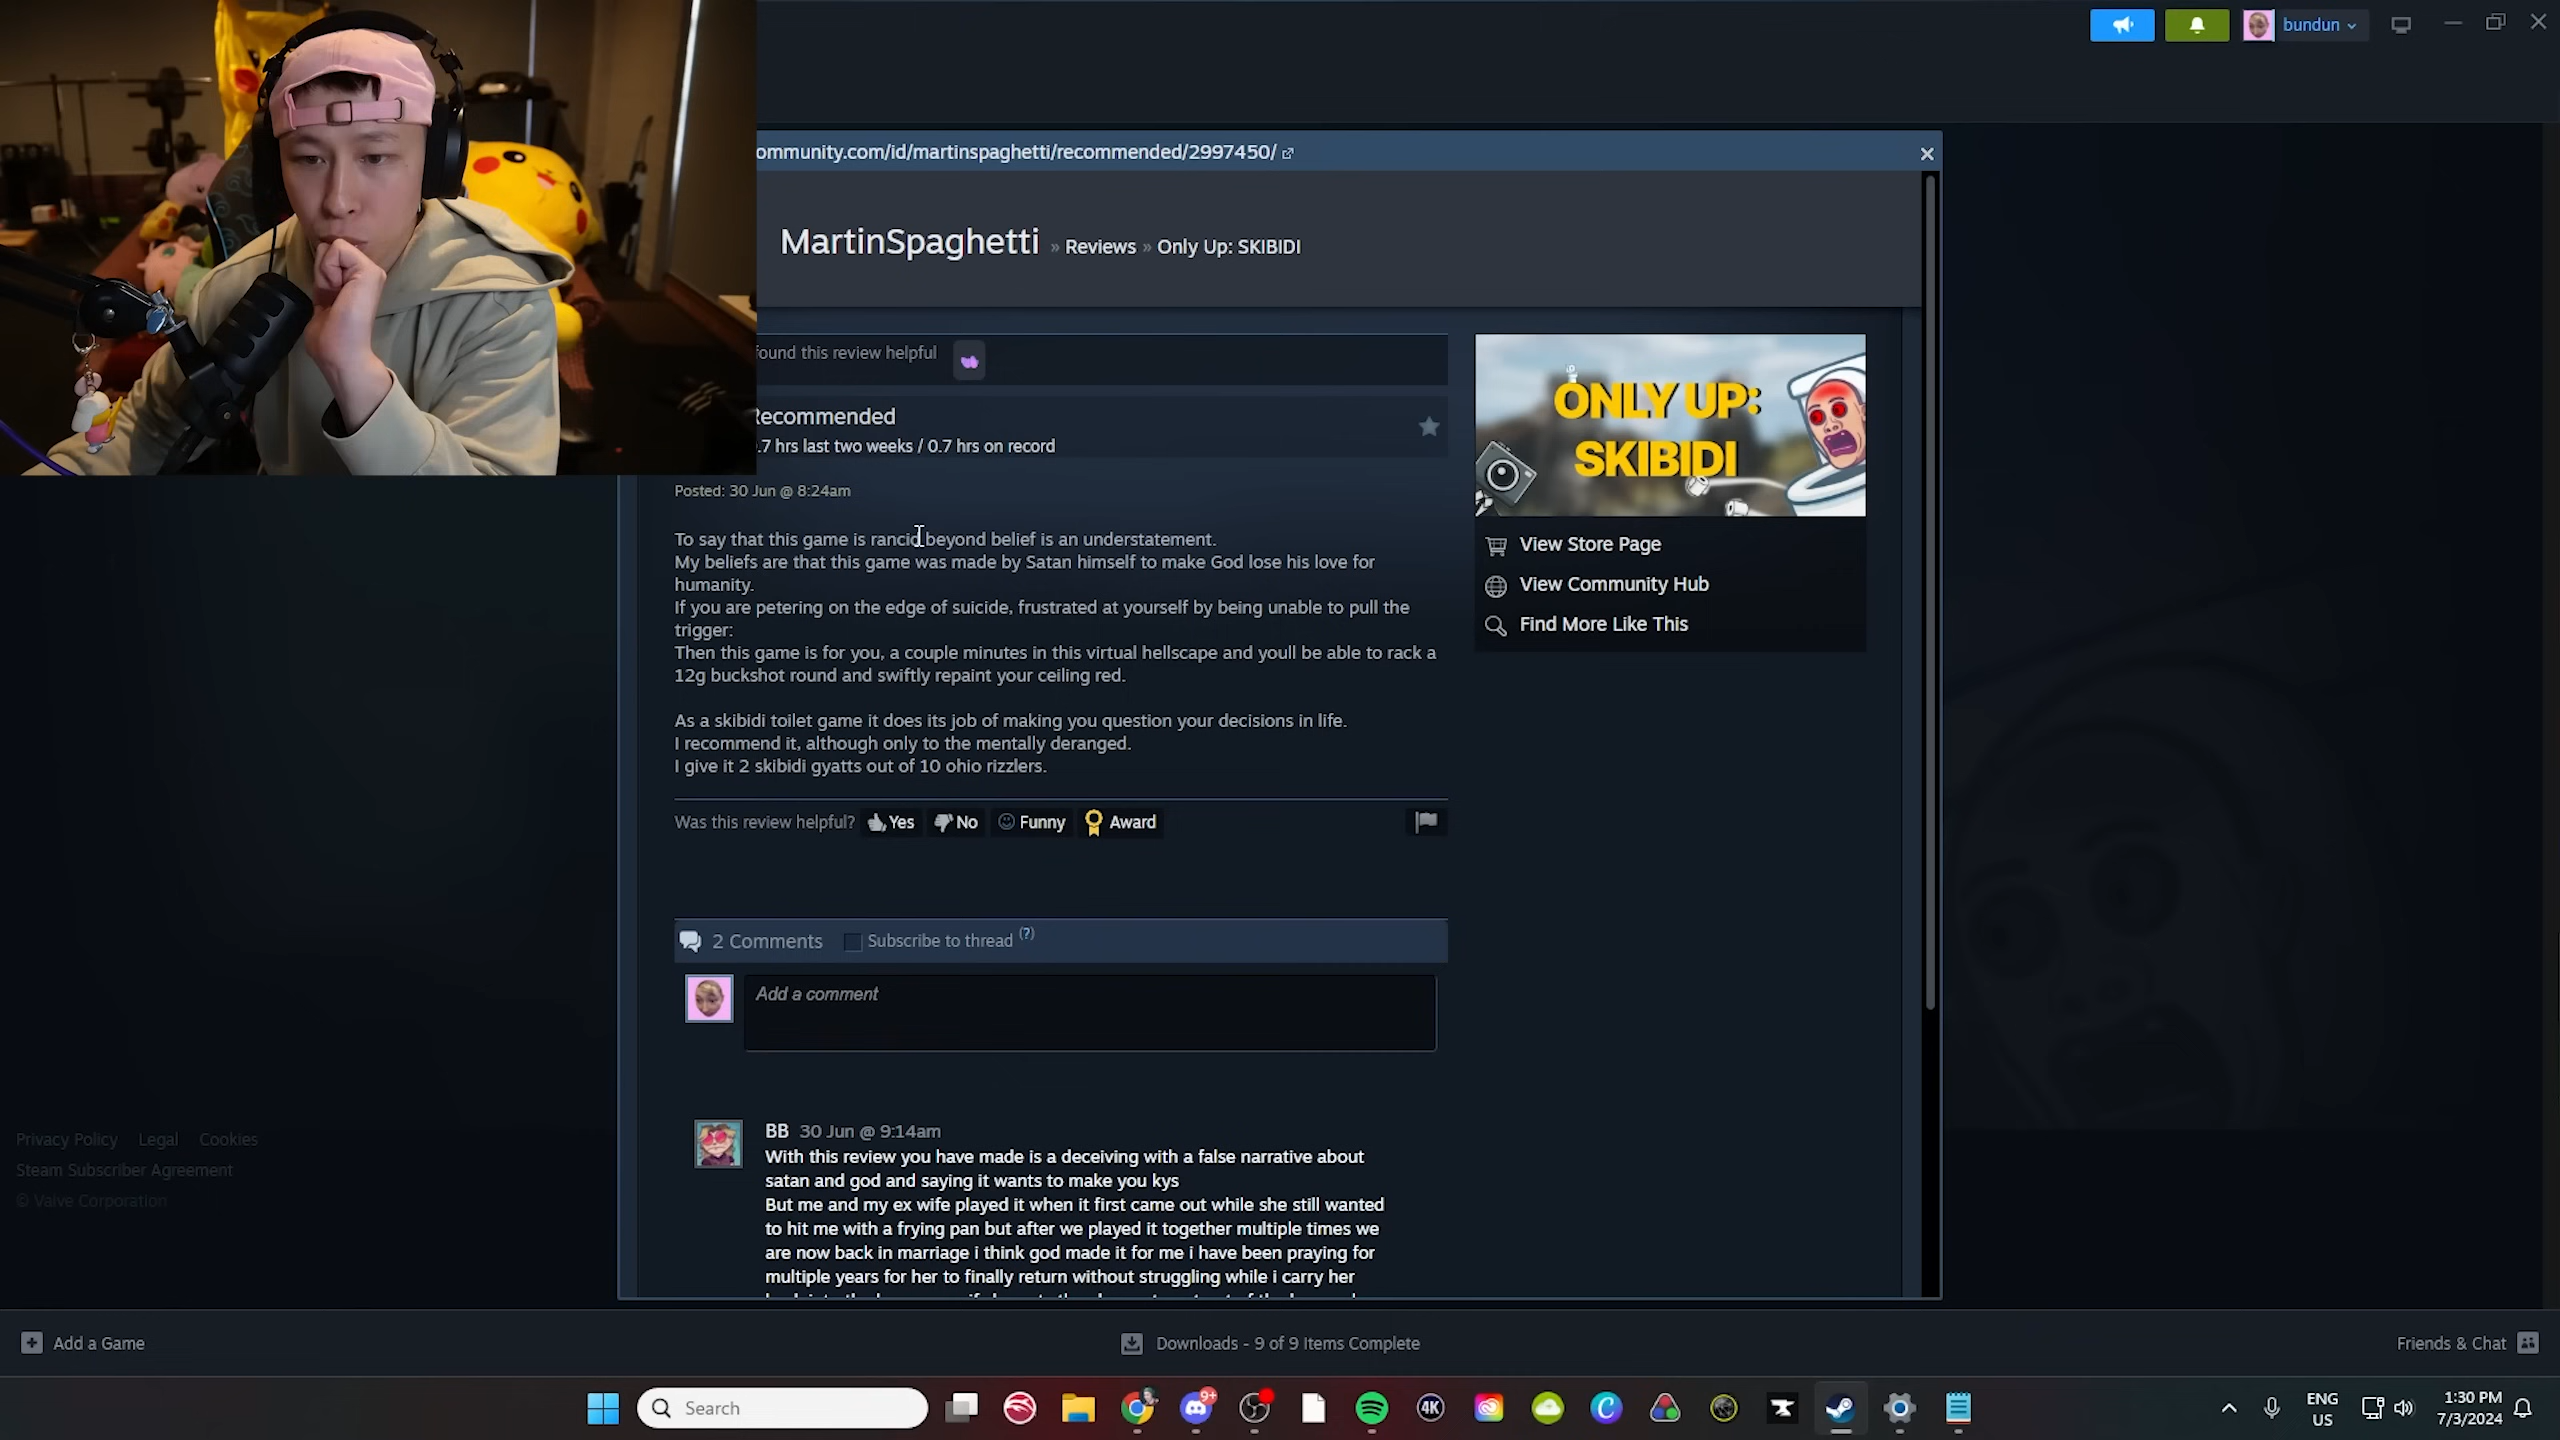 bundun
ommunity.com/id/martinspaghetti/recommended/2997450/
MartinSpaghetti » Reviews » Only Up: SKIBIDI
found this review helpful
Recommended
.7 hrs last two weeks / 0.7 hrs on record
Posted: 30 Jun @ 8:24am
To say that this game is rancid beyond belief is an understatement.
My beliefs are that this game was made by Satan himself to make God lose his love for
humanity.
If you are petering on the edge of suicide, frustrated at yourself by being unable to pull the
trigger:
Then this game is for you, a couple minutes in this virtual hellscape and youll be able to rack a
12g buckshot round and swiftly repaint your ceiling red.
As a skibidi toilet game it does its job of making you question your decisions in life.
I recommend it, although only to the mentally deranged.
I give it 2 skibidi gyatts out of 10 ohio rizzlers.
Was this review helpful? Yes No Funny Award
ONLY UP:
SKIBIDI
View Store Page
View Community Hub
Find More Like This
2 Comments Subscribe to thread (?)
Add a comment
BB 30 Jun @ 9:14am
With this review you have made is a deceiving with a false narrative about
satan and god and saying it wants to make you kys
But me and my ex wife played it when it first came out while she still wanted
to hit me with a frying pan but after we played it together multiple times we
are now back in marriage i think god made it for me i have been praying for
multiple years for her to finally return without struggling while i carry her
Privacy Policy Legal Cookies
Steam Subscriber Agreement
© Valve Corporation
Add a Game
Downloads - 9 of 9 Items Complete
Friends & Chat
Search
9+
4K
ENG
US
1:30 PM
7/3/2024